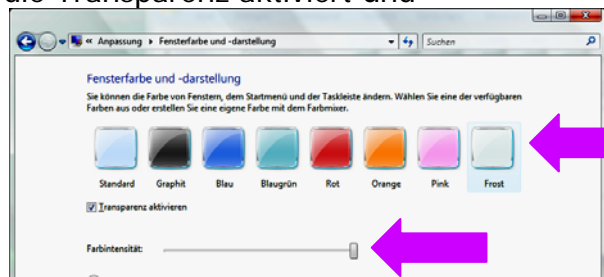 die Transparenz aktiviert und
« Anpassung ▸ Fensterfarbe und -darstellung
Suchen
Fensterfarbe und -darstellung
Sie können die Farbe von Fenstern, dem Startmenü und der Taskleiste ändern. Wählen Sie eine der verfügbaren
Farben aus oder erstellen Sie eine eigene Farbe mit dem Farbmixer.
Standard Graphit Blau Blaugrün Rot Orange Pink Frost
Transparenz aktivieren
Farbintensität: